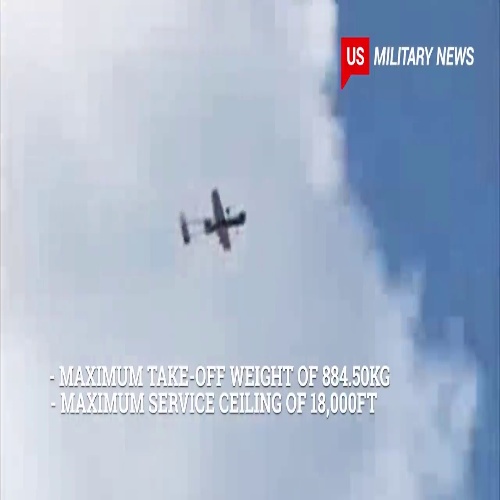 US MILITARY NEWS
- MAXIMUM TAKE-OFF WEIGHT OF 884.50KG
- MAXIMUM SERVICE CEILING OF 18,000FT